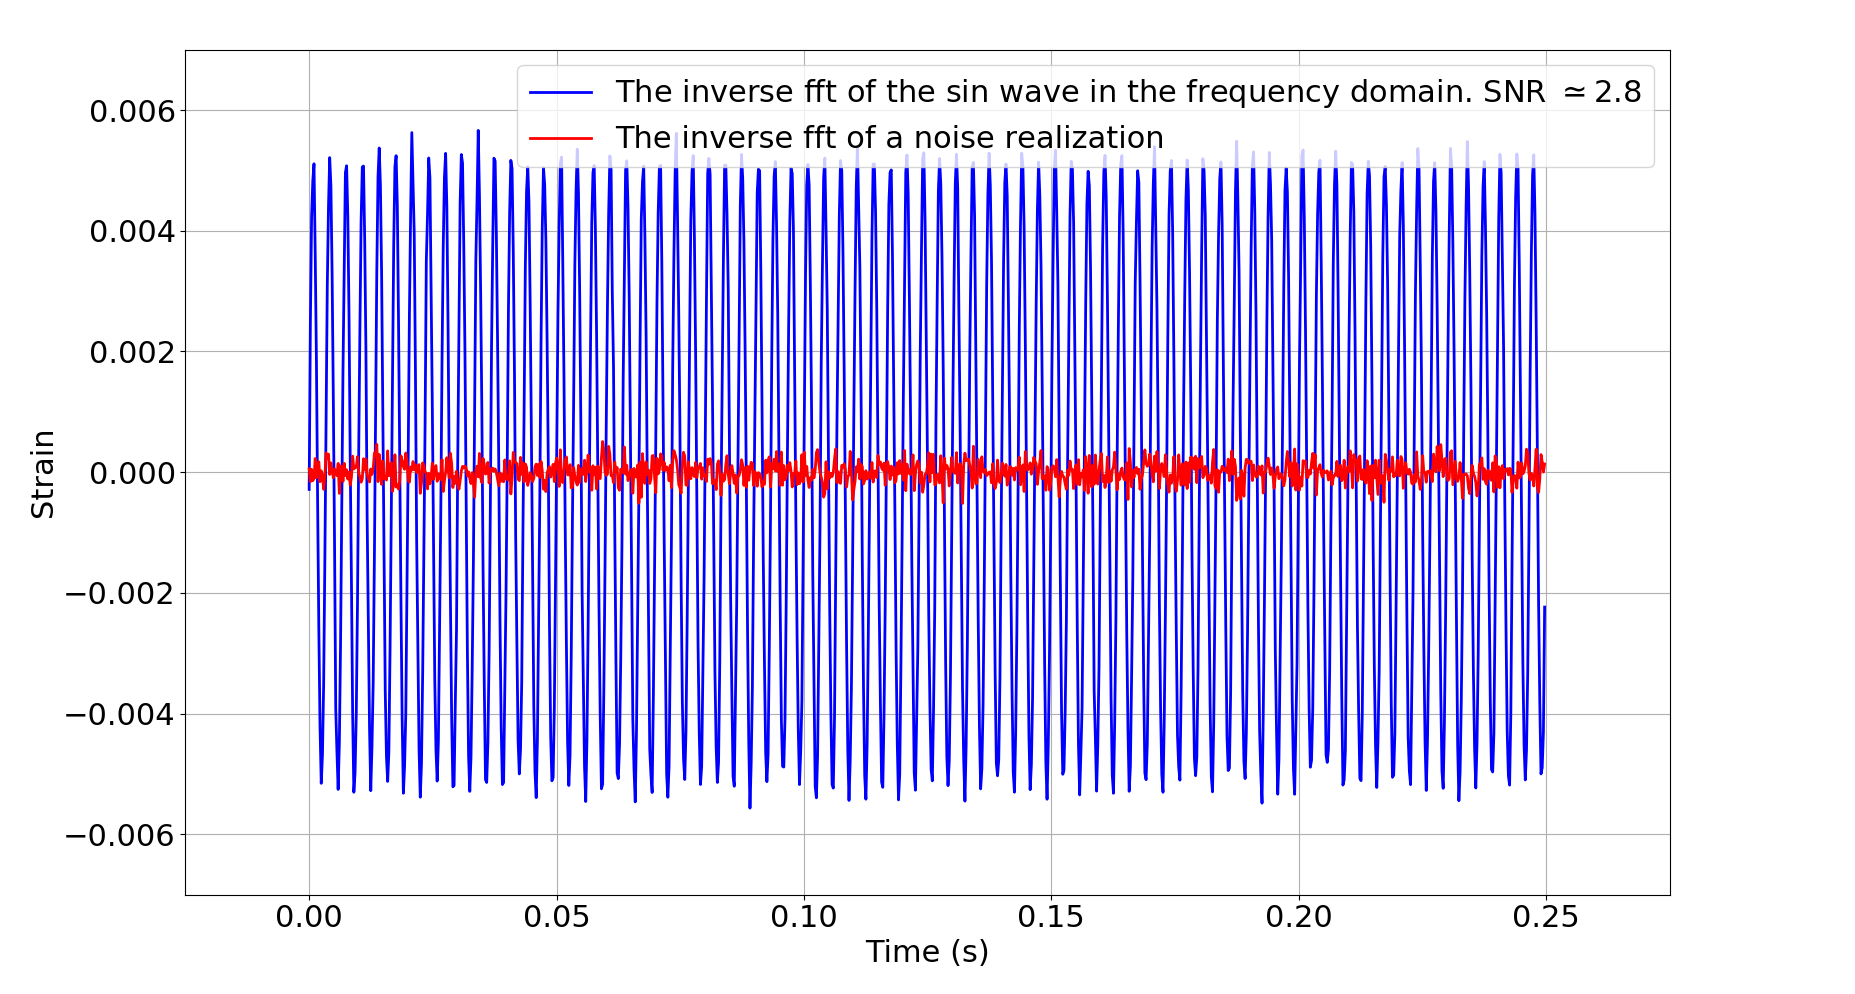 The inverse fft of the sin wave in the frequency domain. SNR ≃2.8
The inverse fft of a noise realization
0.006
0.004
0.002
0.000
−0.002
−0.004
−0.006
Strain
0.00 0.05 0.10 0.15 0.20 0.25
Time (s)